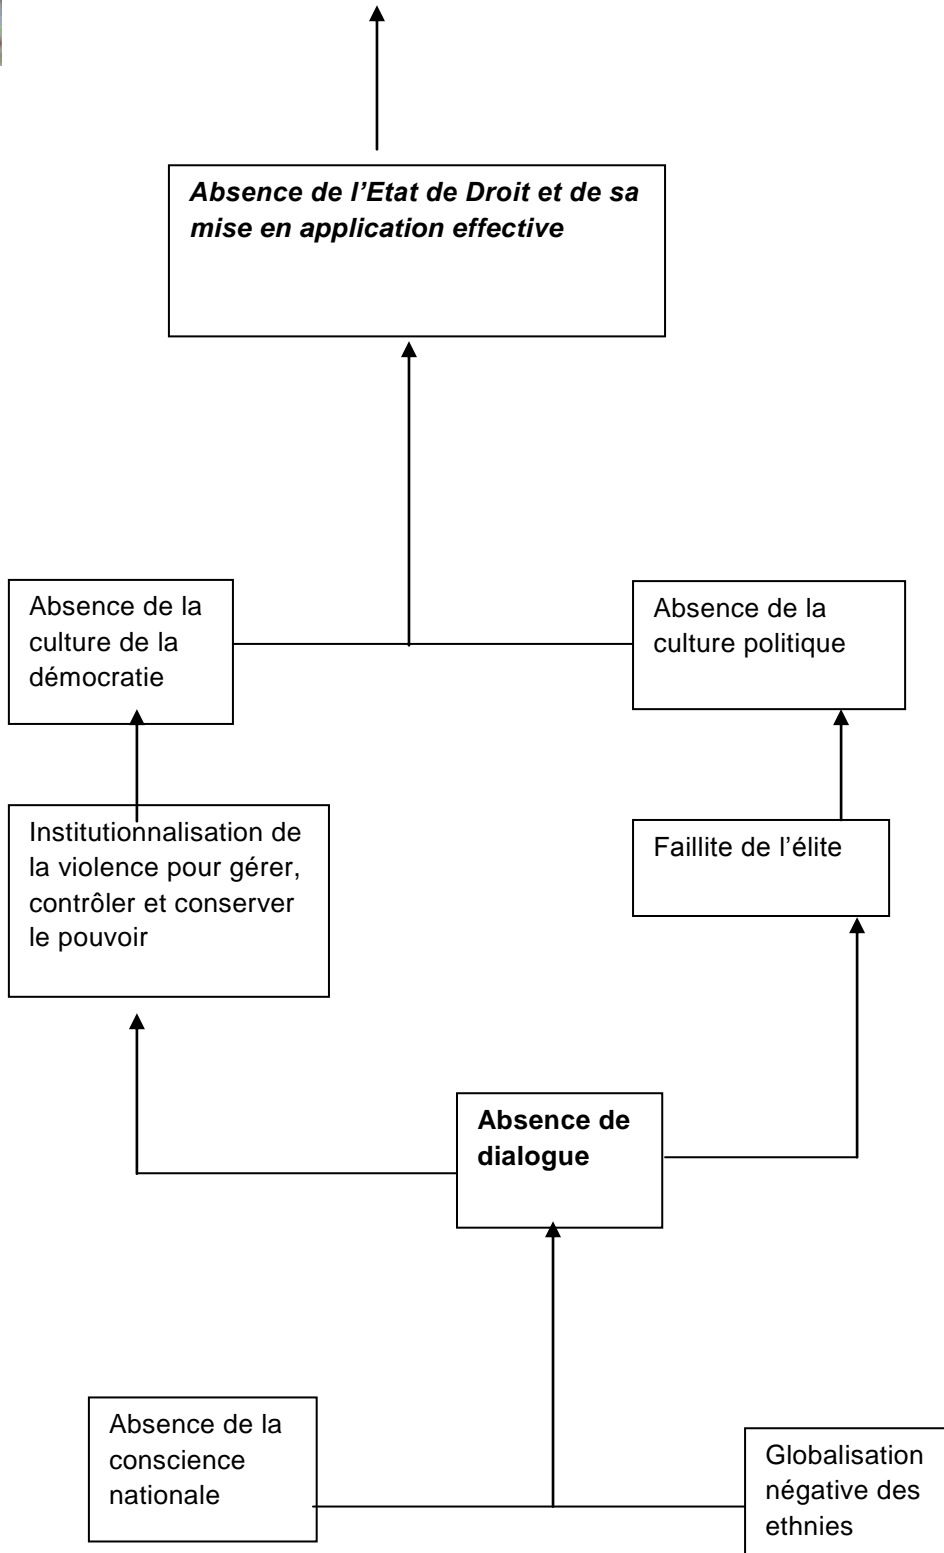 Absence de l’Etat de Droit et de sa
mise en application effective
Absence de la
culture de la
démocratie
Absence de la
culture politique
Institutionnalisation de
la violence pour gérer,
contrôler et conserver
le pouvoir
Faillite de l’élite
Absence de
dialogue
Absence de la
conscience
nationale
Globalisation
négative des
ethnies